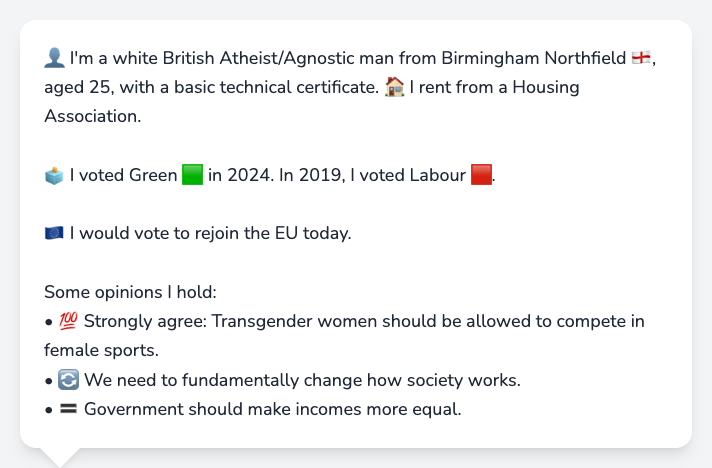 👤 I'm a white British Atheist/Agnostic man from Birmingham Northfield 🏴󠁧󠁢󠁥󠁮󠁧󠁿,
aged 25, with a basic technical certificate. 🏠 I rent from a Housing
Association.
🗳️ I voted Green 🟩 in 2024. In 2019, I voted Labour 🟥.
🇪🇺 I would vote to rejoin the EU today.
Some opinions I hold:
• 💯 Strongly agree: Transgender women should be allowed to compete in
female sports.
• 🔄 We need to fundamentally change how society works.
• 🟰 Government should make incomes more equal.